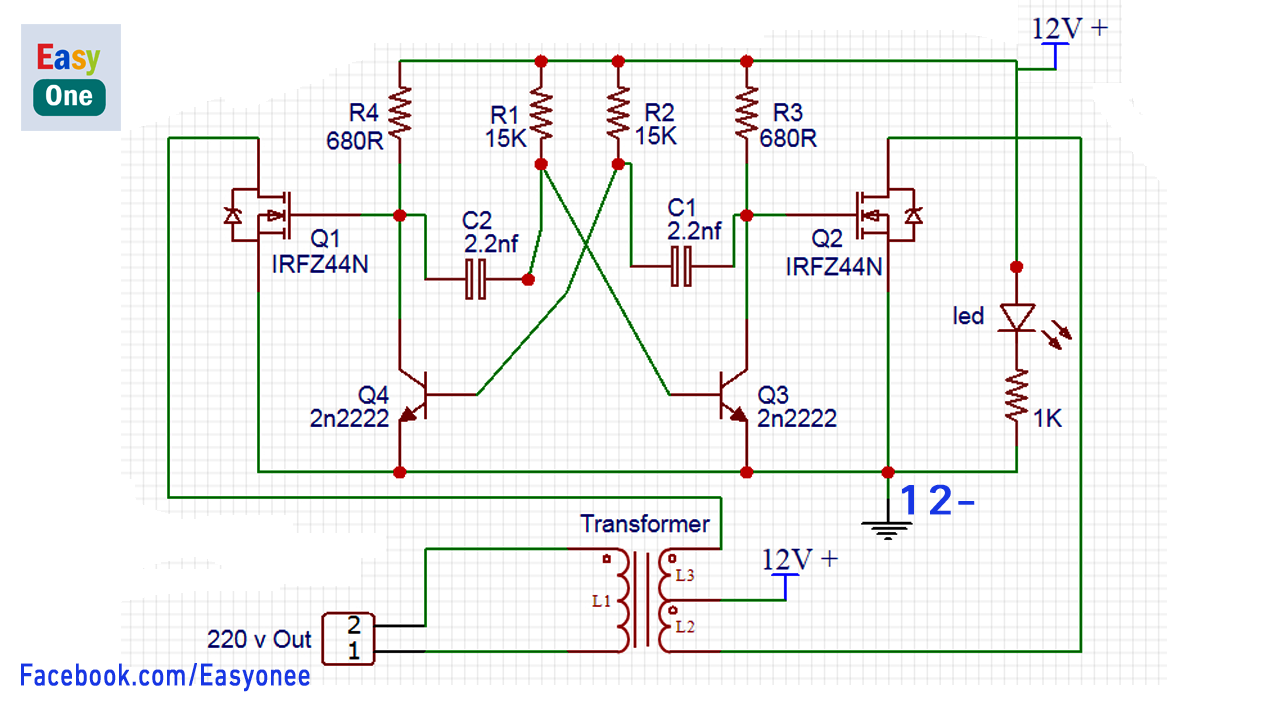 Easy
One
12V +
R4
680R
R1
15K
R2
15K
R3
680R
C2
2.2nf
C1
2.2nf
Q1
IRFZ44N
Q2
IRFZ44N
led
Q4
2n2222
Q3
2n2222
1K
12-
Transformer
12V +
L3
L1
L2
220 v Out
2
1
Facebook.com/Easyonee